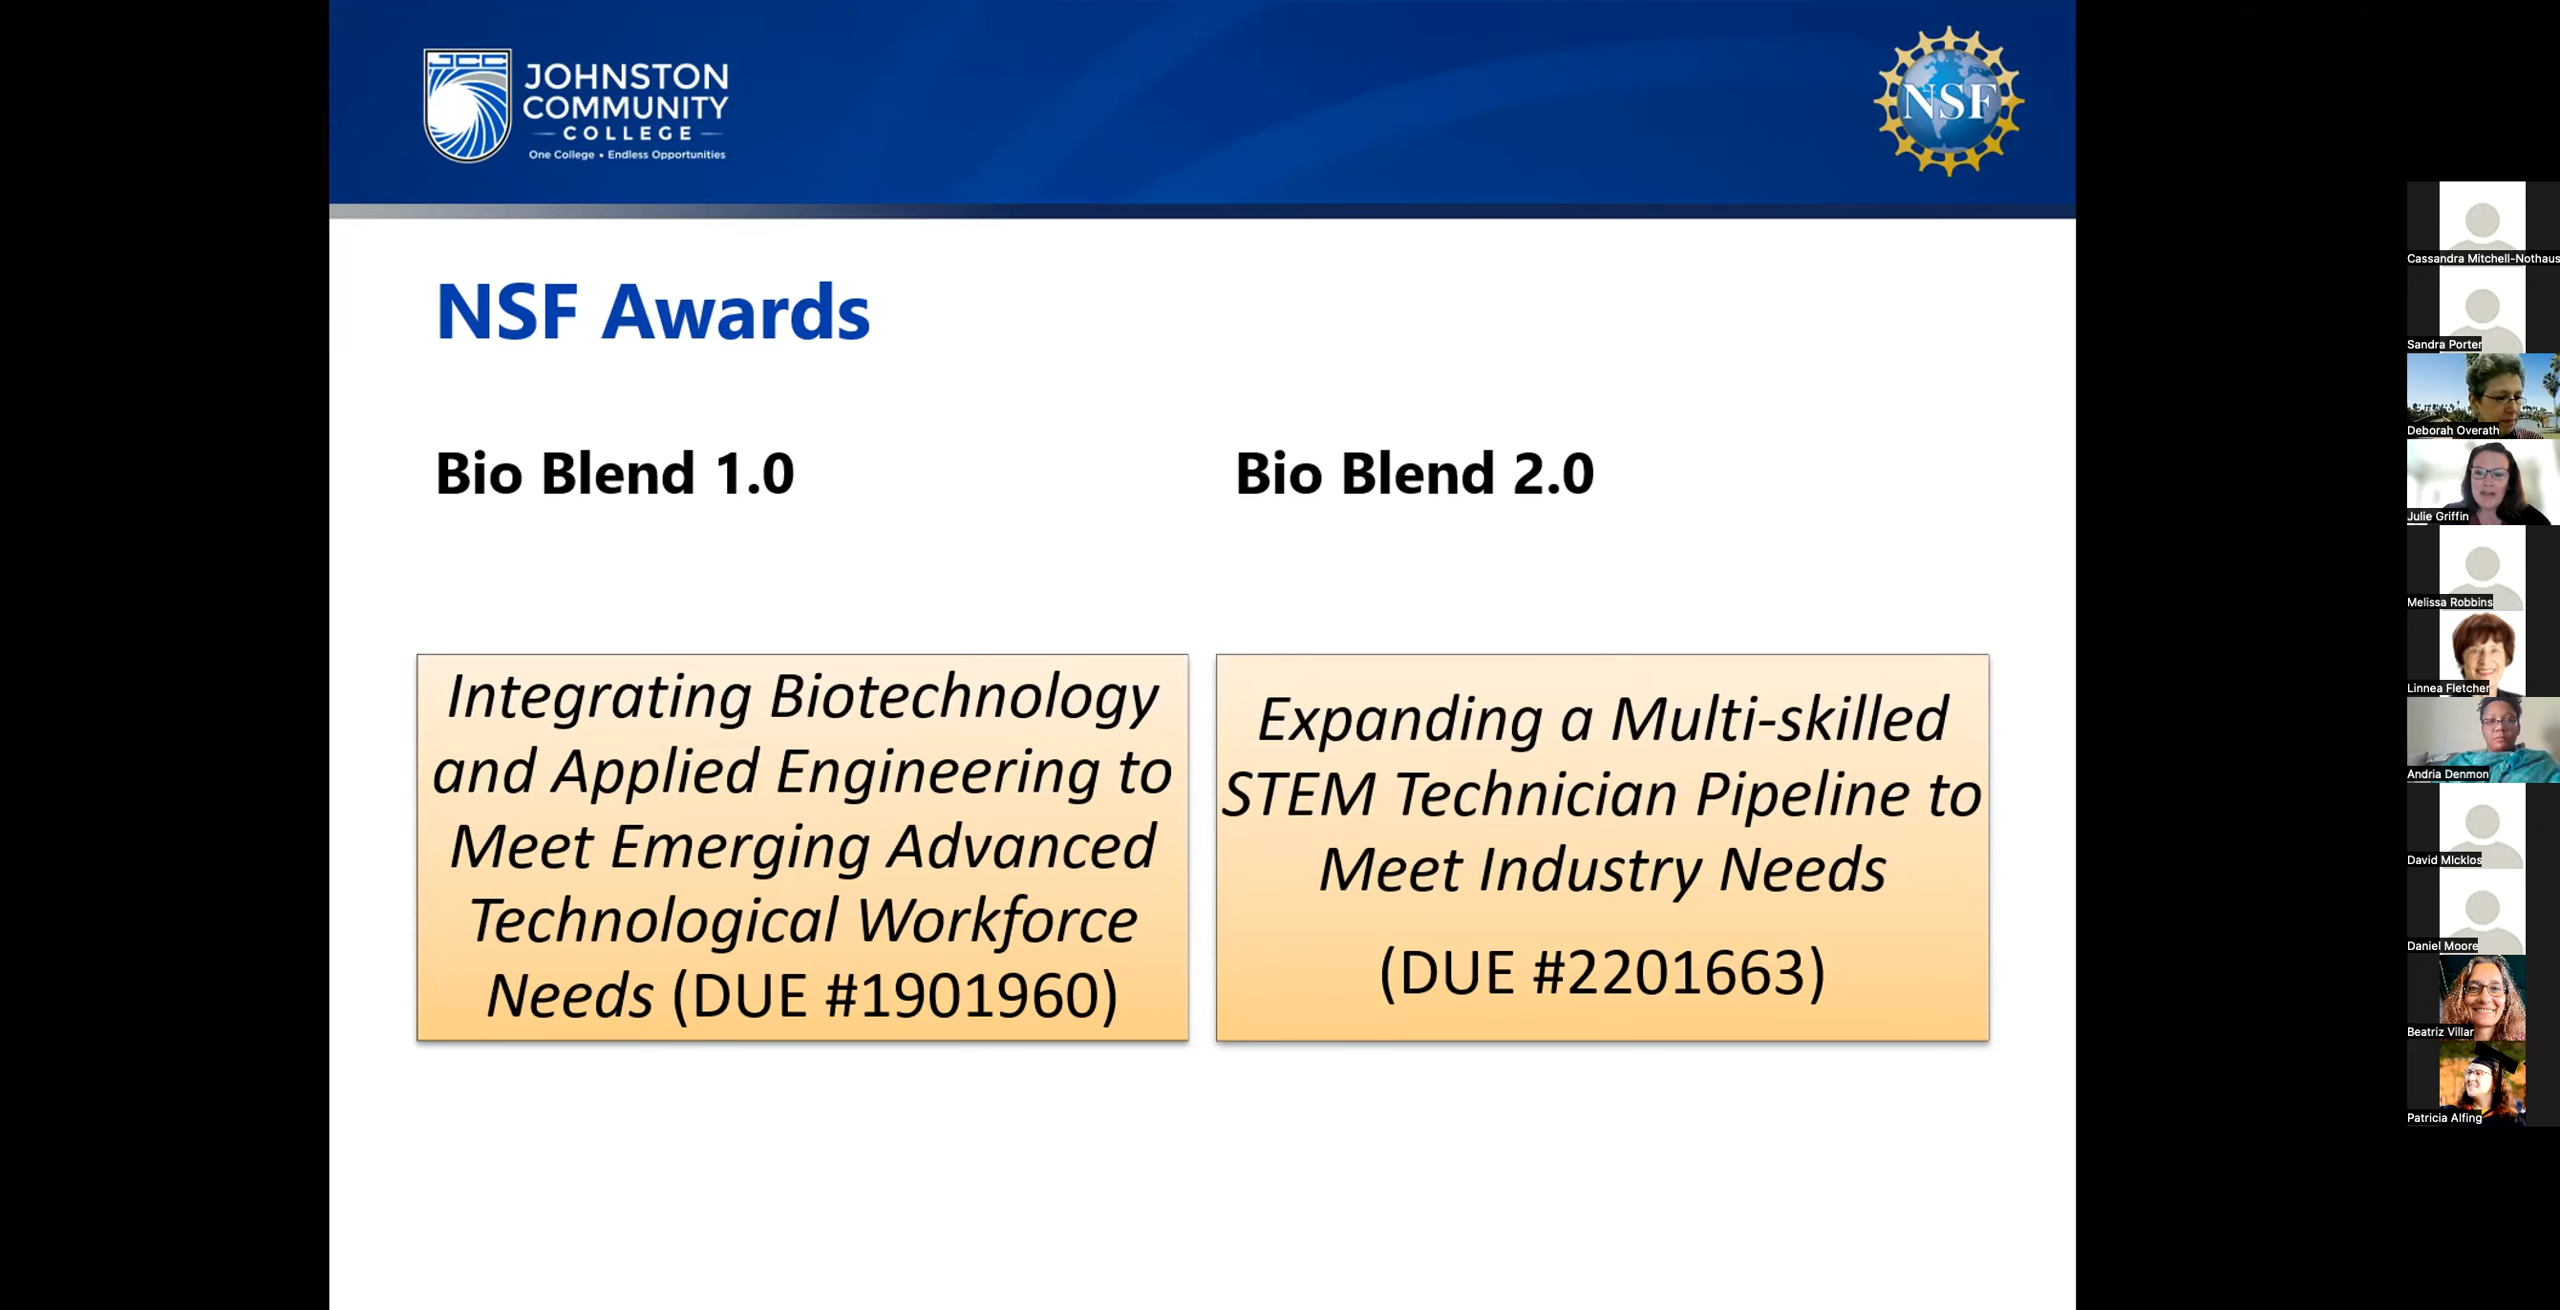 JCC
JOHNSTON
COMMUNITY
COLLEGE
One College • Endless Opportunities
NSF
NSF Awards
Bio Blend 1.0
Bio Blend 2.0
Integrating Biotechnology
and Applied Engineering to
Meet Emerging Advanced
Technological Workforce
Needs (DUE #1901960)
Expanding a Multi-skilled
STEM Technician Pipeline to
Meet Industry Needs
(DUE #2201663)
Cassandra Mitchell-Nothaus
Sandra Porter
Deborah Overath
Julie Griffin
Melissa Robbins
Linnea Fletcher
Andria Denmon
David MIcklos
Daniel Moore
Beatriz Villar
Patricia Alfing